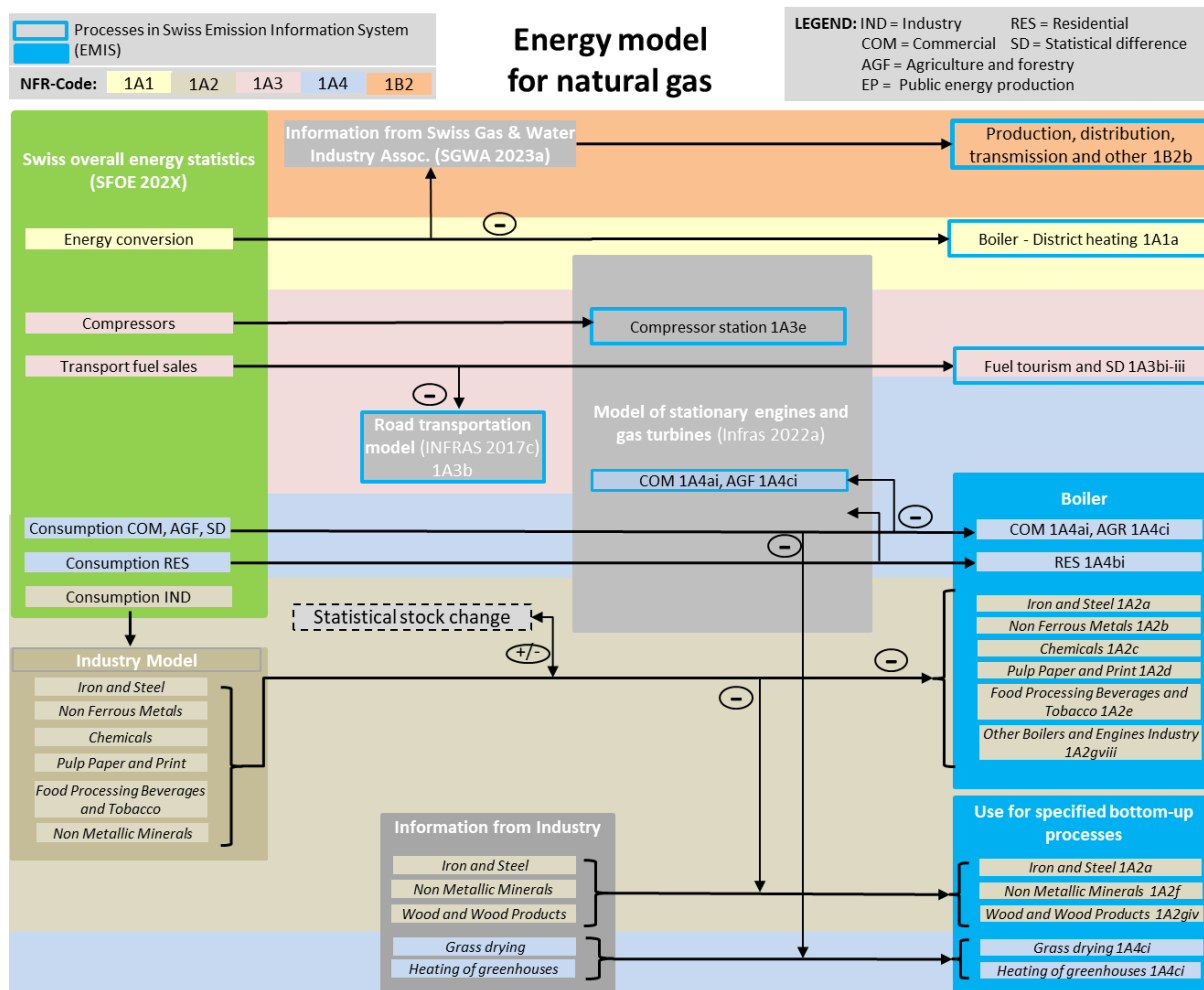 Processes in Swiss Emission Information System
(EMIS)
NFR-Code: 1A1 1A2 1A3 1A4 1B2
Energy model
for natural gas
LEGEND: IND = Industry RES = Residential
COM = Commercial SD = Statistical difference
AGF = Agriculture and forestry
EP = Public energy production
Swiss overall energy statistics
(SFOE 202X)
Information from Swiss Gas & Water
Industry Assoc. (SGWA 2023a)
Production, distribution,
transmission and other 1B2b
-
Energy conversion
Boiler - District heating 1A1a
Compressors
Compressor station 1A3e
Transport fuel sales
Fuel tourism and SD 1A3bi-iii
-
Road transportation
model (INFRAS 2017c)
1A3b
Model of stationary engines and
gas turbines (Infras 2022a)
COM 1A4ai, AGF 1A4ci
Boiler
-
Consumption COM, AGF, SD
COM 1A4ai, AGR 1A4ci
-
Consumption RES
RES 1A4bi
Consumption IND
Statistical stock change
+/-
-
-
Iron and Steel 1A2a
Non Ferrous Metals 1A2b
Chemicals 1A2c
Pulp Paper and Print 1A2d
Food Processing Beverages and
Tobacco 1A2e
Other Boilers and Engines Industry
1A2gviii
Industry Model
Iron and Steel
Non Ferrous Metals
Chemicals
Pulp Paper and Print
Food Processing Beverages
and Tobacco
Non Metallic Minerals
Information from Industry
Iron and Steel
Non Metallic Minerals
Wood and Wood Products
Grass drying
Heating of greenhouses
Use for specified bottom-up
processes
Iron and Steel 1A2a
Non Metallic Minerals 1A2f
Wood and Wood Products 1A2giv
Grass drying 1A4ci
Heating of greenhouses 1A4ci